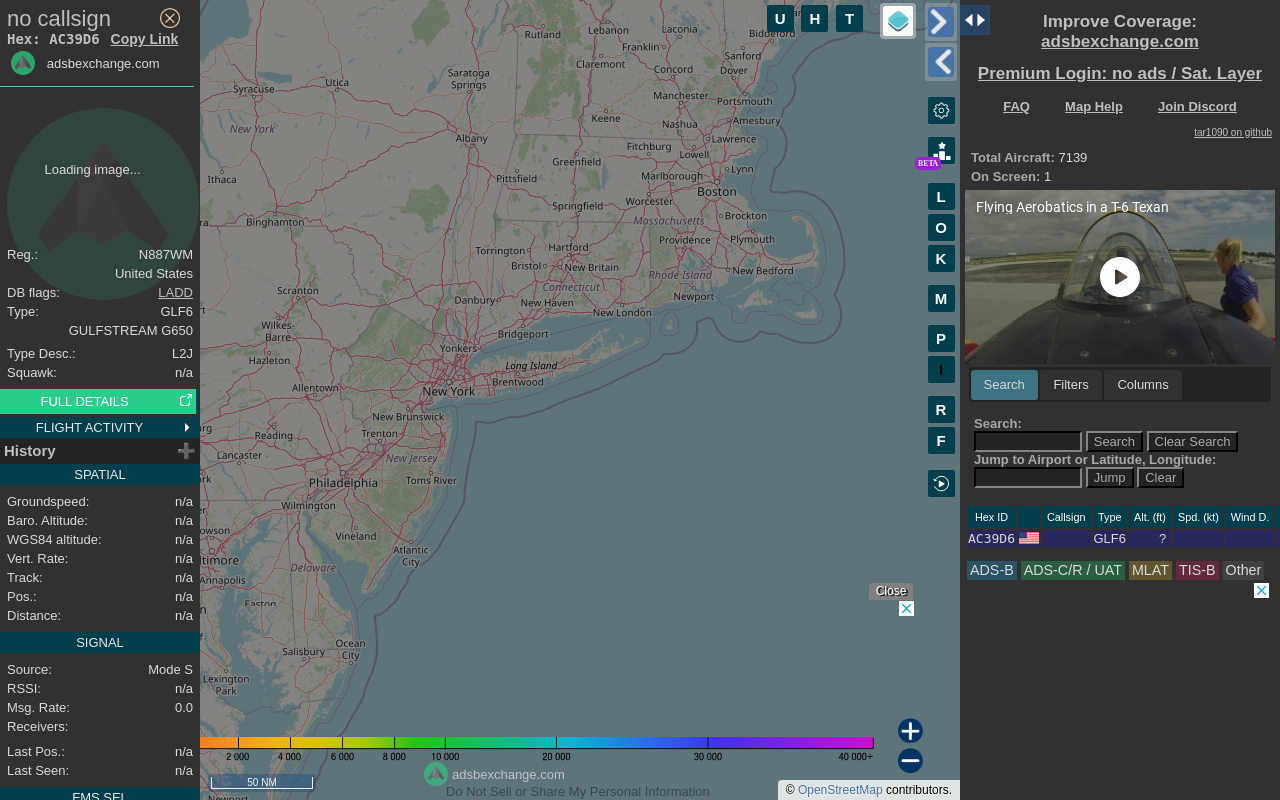 no callsign
Hex: AC39D6 Copy Link
adsbexchange.com
Loading image...
Reg.: N887WM
United States
DB flags: LADD
Type: GLF6
GULFSTREAM G650
Type Desc.: L2J
Squawk: n/a
FULL DETAILS
FLIGHT ACTIVITY
History
SPATIAL
Groundspeed: n/a
Baro. Altitude: n/a
WGS84 altitude: n/a
Vert. Rate: n/a
Track: n/a
Pos.: n/a
Distance: n/a
SIGNAL
Source: Mode S
RSSI: n/a
Msg. Rate: 0.0
Receivers:
Last Pos.: n/a
Last Seen: n/a
FMS SEL
U H T
Rutland
Lebanon
Laconia
Biddeford
Franklin
Sanford
Claremont
Concord
Dover
Utica
Saratoga
Springs
Syracuse
Manchester
Portsmouth
Keene
Nashua
Amesbury
New York
Albany
Lawrence
Fitchburg
Lowell
Greenfield
Lynn
Ithaca
Pittsfield
Marlborough
Boston
Worcester
Springfield
Massachusetts
Brockton
Binghamton
Hartford
Providence
Plymouth
Torrington
Bristol
New Britain
New Bedford
Rhode Island
Connecticut
Scranton
Danbury
New Haven
Newport
New London
Wilkes-
Barre
Bridgeport
Yonkers
Hazleton
Long Island
Brentwood
Allentown
New York
New Brunswick
Reading
Trenton
Lancaster
New Jersey
Toms River
Philadelphia
Wilmington
Vineland
Atlantic
City
Annapolis
Delaware
Easton
Ocean
City
Salisbury
Lexington
Park
Newport
BETA
L
O
K
M
P
I
R
F
Close
2 000 4 000 6 000 8 000 10 000 20 000 30 000 40 000+
50 NM
adsbexchange.com
Do Not Sell or Share My Personal Information
© OpenStreetMap contributors.
Improve Coverage:
adsbexchange.com
Premium Login: no ads / Sat. Layer
FAQ Map Help Join Discord
tar1090 on github
Total Aircraft: 7139
On Screen: 1
Flying Aerobatics in a T-6 Texan
Search Filters Columns
Search:
Search Clear Search
Jump to Airport or Latitude, Longitude:
Jump Clear
Hex ID Callsign Type Alt. (ft) Spd. (kt) Wind D.
AC39D6 GLF6 ?
ADS-B ADS-C/R / UAT MLAT TIS-B Other